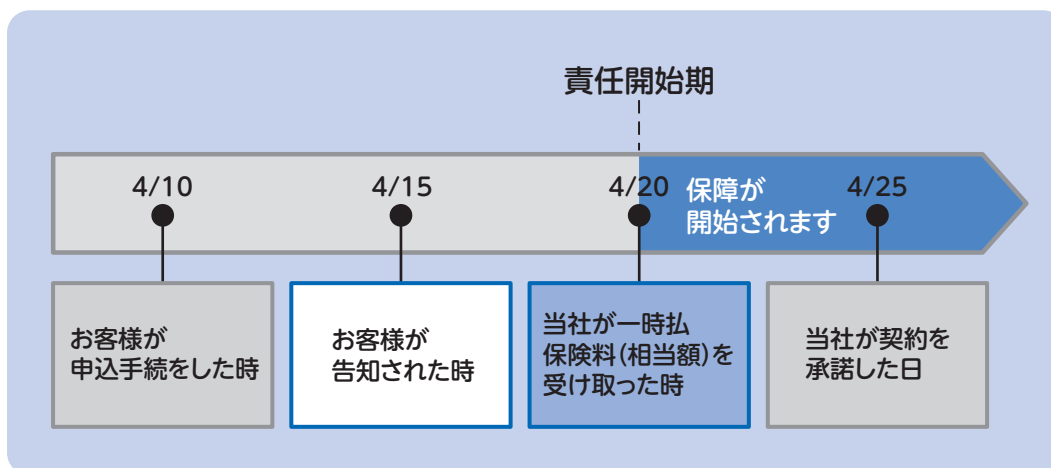 責任開始期
4/10
4/15
4/20
保障が
開始されます
4/25
お客様が
申込手続をした時
お客様が
告知された時
当社が一時払
保険料(相当額)を
受け取った時
当社が契約を
承諾した日